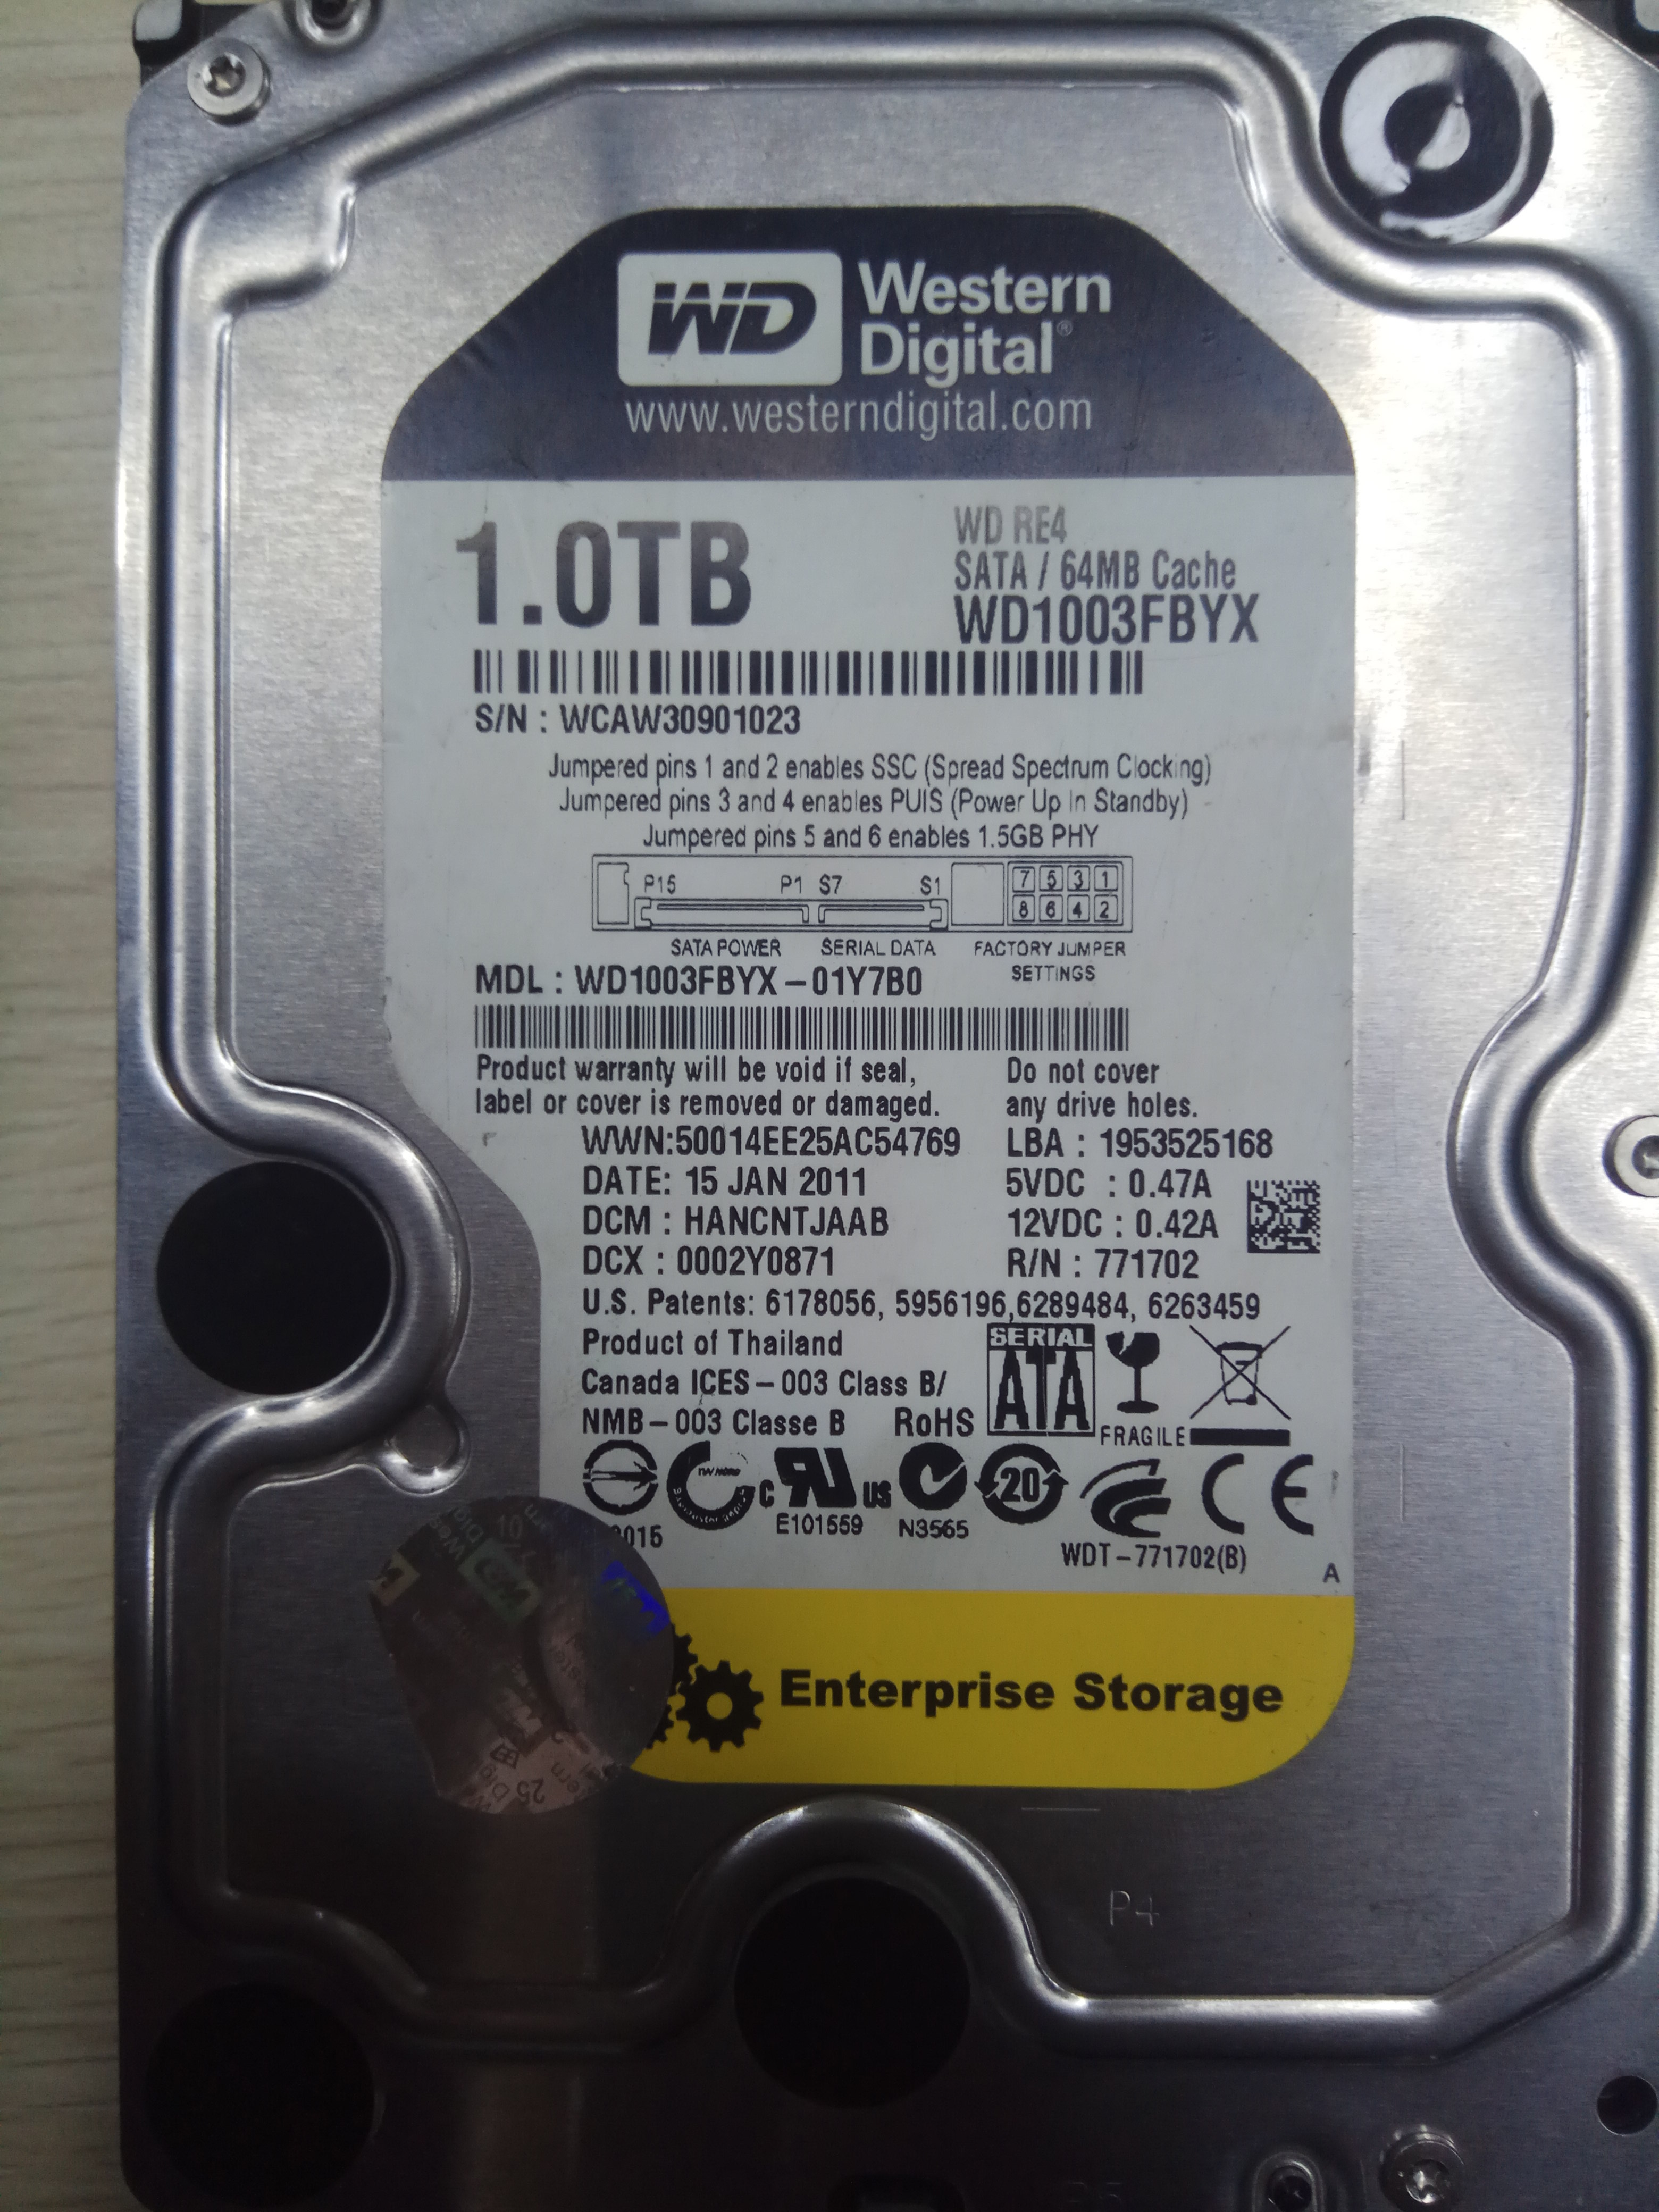 WD Western
Digital®
www.westerndigital.com
1.0TB
WD RE4
SATA / 64MB Cache
WD1003FBYX
S/N : WCAW30901023
Jumpered pins 1 and 2 enables SSC (Spread Spectrum Clocking)
Jumpered pins 3 and 4 enables PUIS (Power Up In Standby)
Jumpered pins 5 and 6 enables 1.5GB PHY
P15 P1 S7 S1 7 5 3 1
8 6 4 2
SATA POWER SERIAL DATA FACTORY JUMPER
SETTINGS
MDL : WD1003FBYX-01Y7B0
Product warranty will be void if seal,
label or cover is removed or damaged.
Do not cover
any drive holes.
WWN:50014EE25AC54769 LBA : 1953525168
DATE: 15 JAN 2011 5VDC : 0.47A
DCM : HANCNTJAAB 12VDC : 0.42A
DCX : 0002Y0871 R/N : 771702
U.S. Patents: 6178056, 5956196,6289484, 6263459
Product of Thailand
Canada ICES-003 Class B/
NMB-003 Classe B RoHS
SERIAL
ATA
FRAGILE
C US 20 CE
E101559 N3565
WDT-771702(B)
A
Enterprise Storage
P4